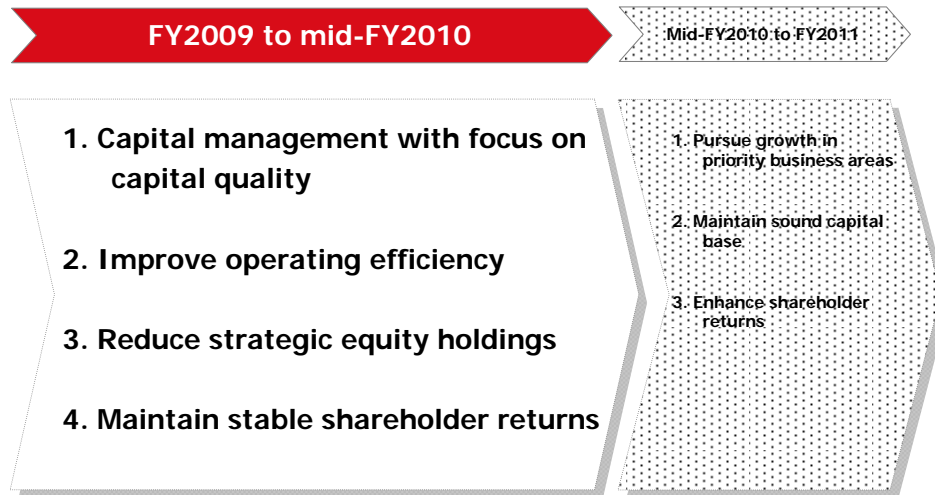 FY2009 to mid-FY2010
1. Capital management with focus on
capital quality
2. Improve operating efficiency
3. Reduce strategic equity holdings
4. Maintain stable shareholder returns
Mid-FY2010 to FY2011
1. Pursue growth in
priority business areas
2. Maintain sound capital
base
3. Enhance shareholder
returns